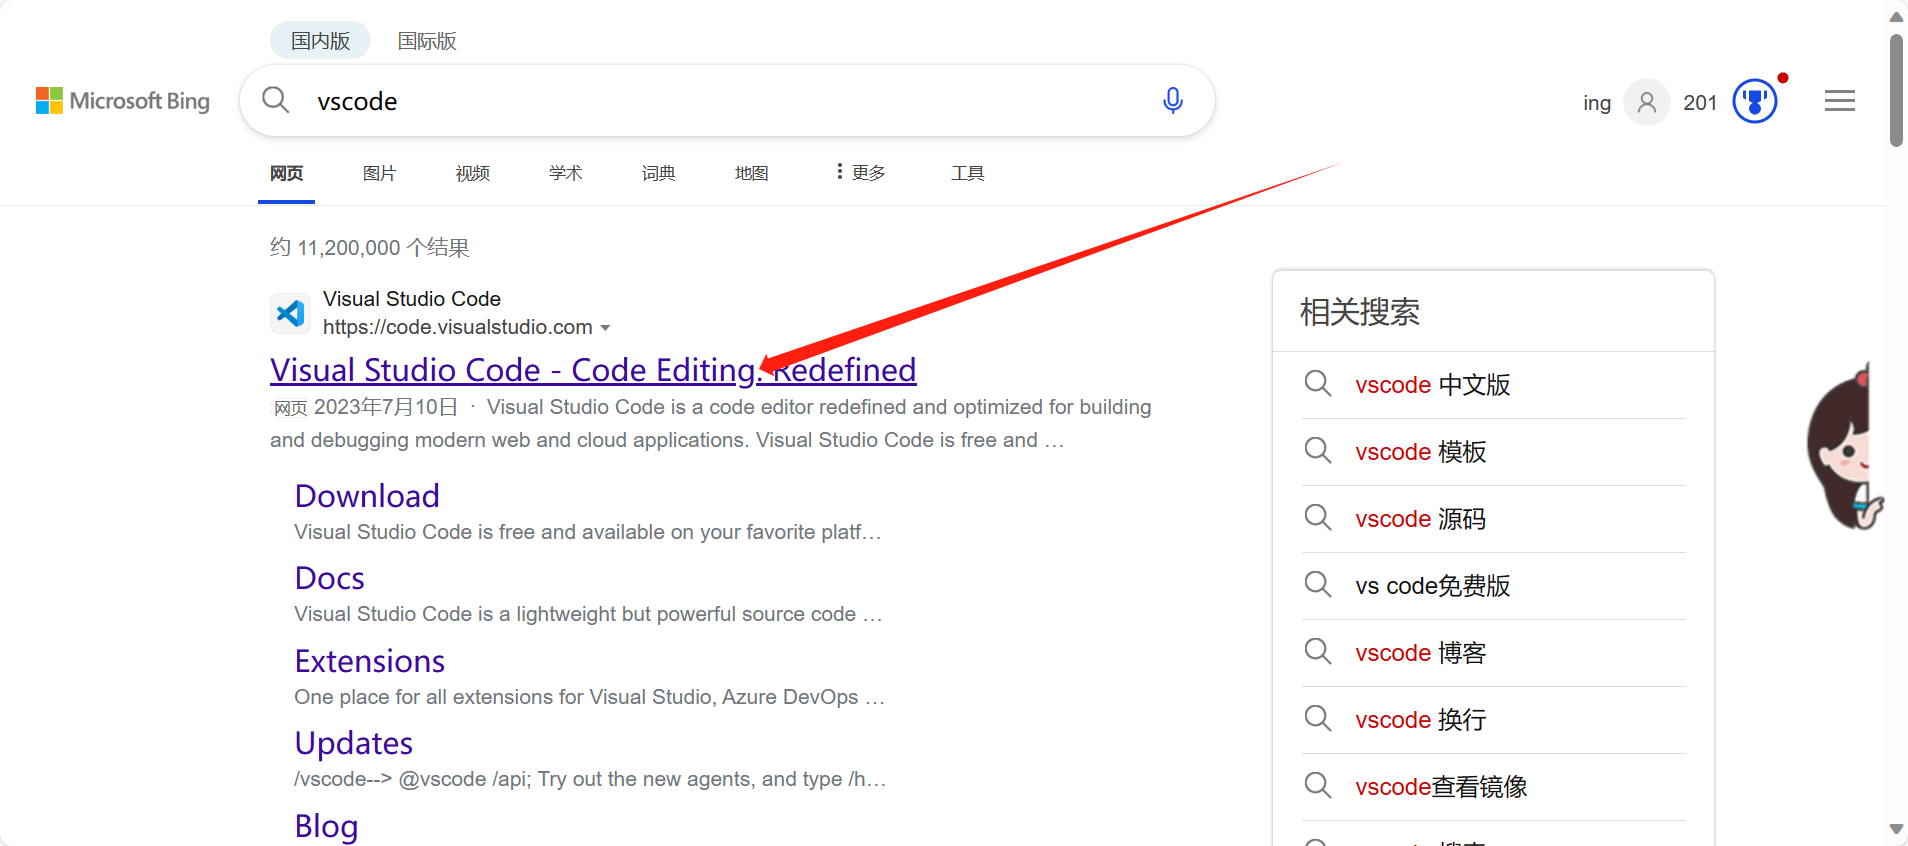 国内版 国际版
Microsoft Bing
vscode
ing 201
网页 图片 视频 学术 词典 地图 更多 工具
约 11,200,000 个结果
Visual Studio Code
https://code.visualstudio.com
Visual Studio Code - Code Editing. Redefined
网页 2023年7月10日 · Visual Studio Code is a code editor redefined and optimized for building
and debugging modern web and cloud applications. Visual Studio Code is free and …
Download
Visual Studio Code is free and available on your favorite platf…
Docs
Visual Studio Code is a lightweight but powerful source code …
Extensions
One place for all extensions for Visual Studio, Azure DevOps …
Updates
/vscode--> @vscode /api; Try out the new agents, and type /h…
Blog
相关搜索
vscode 中文版
vscode 模板
vscode 源码
vs code免费版
vscode 博客
vscode 换行
vscode查看镜像